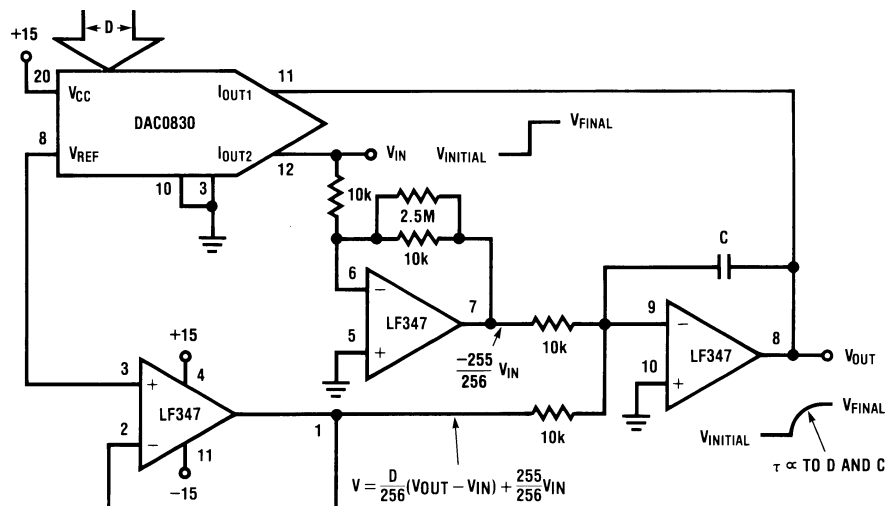 D
+15
20
11
VCC
IOUT1
DAC0830
8
VREF
IOUT2
12
VIN
VINITIAL
VFINAL
10
3
10k
2.5M
10k
C
6
7
−
LF347
5
+
10k
−255
256
VIN
9
8
−
LF347
10
+
VOUT
+15
3
4
+
LF347
2
−
11
−15
1
10k
VINITIAL
VFINAL
τ ∝ TO D AND C
V = D/256 (VOUT − VIN) + 255/256 VIN